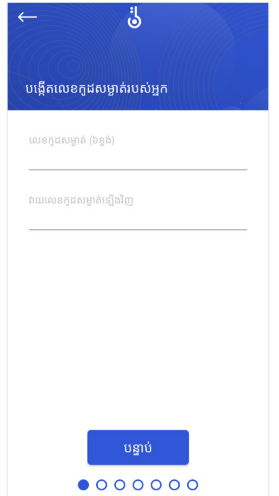 បង្កើតលេខកូដសម្ងាត់របស់អ្នក
លេខកូដសម្ងាត់ (៦ខ្ទង់)
វាយលេខកូដសម្ងាត់ឡើងវិញ
បន្ទាប់